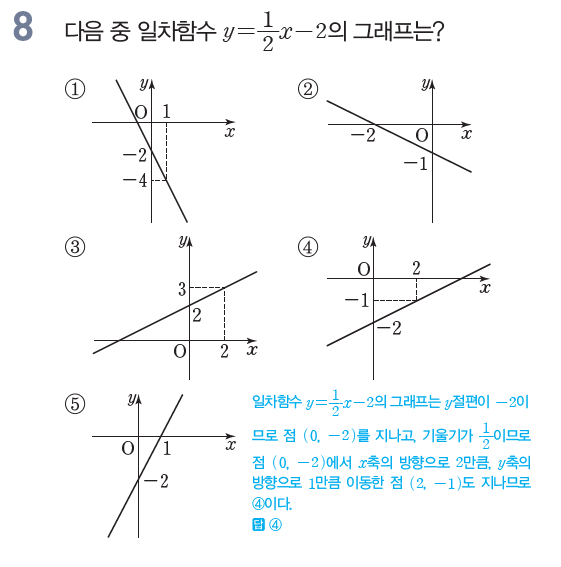 8 다음 중 일차함수 y=\frac{1}{2}x-2의 그래프는?
① y O 1 x -2 -4
② y -2 O x -1
③ y 3 2 O 2 x
④ y O 2 x -1 -2
⑤ y O 1 x -2
일차함수 y=\frac{1}{2}x-2의 그래프는 y절편이 -2이
므로 점 (0, -2)를 지나고, 기울기가 \frac{1}{2}이므로
점 (0, -2)에서 x축의 방향으로 2만큼, y축의
방향으로 1만큼 이동한 점 (2, -1)도 지나므로
④이다.
답 ④